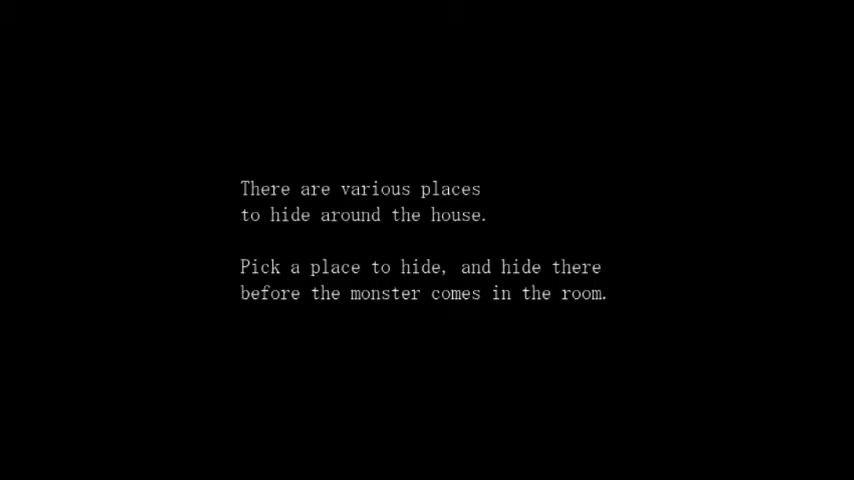 There are various places
to hide around the house.
Pick a place to hide, and hide there
before the monster comes in the room.